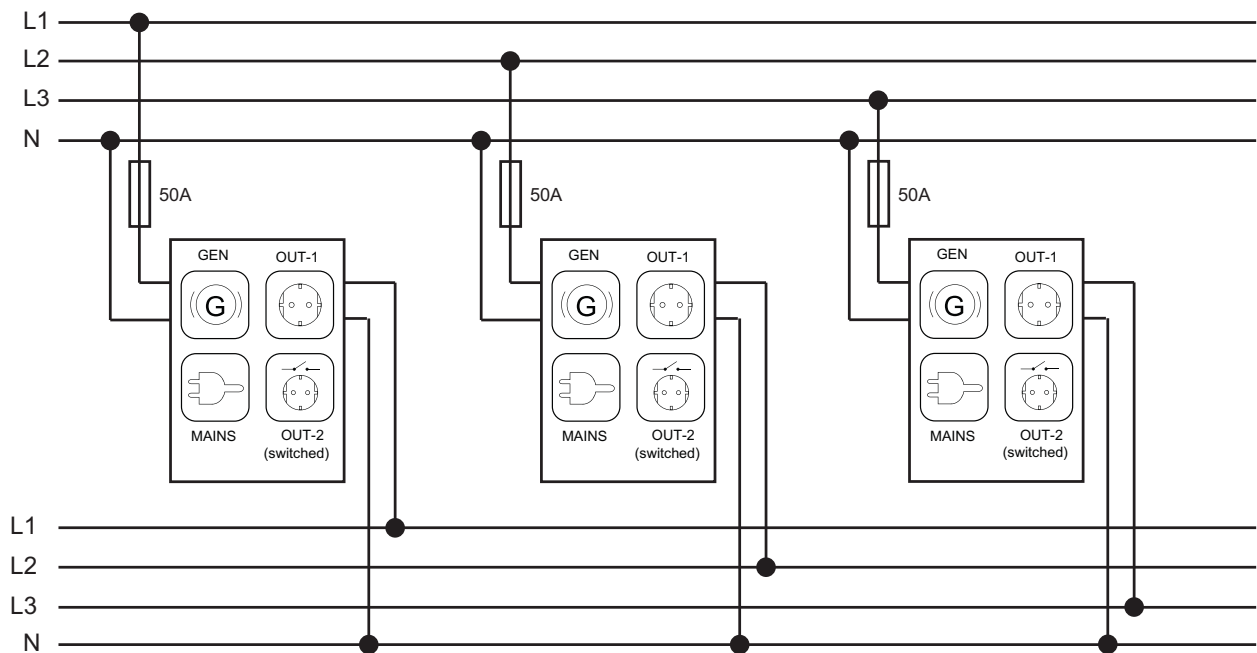 L1
L2
L3
N
50A
50A
50A
GEN OUT-1
G
MAINS OUT-2
(switched)
GEN OUT-1
G
MAINS OUT-2
(switched)
GEN OUT-1
G
MAINS OUT-2
(switched)
L1
L2
L3
N